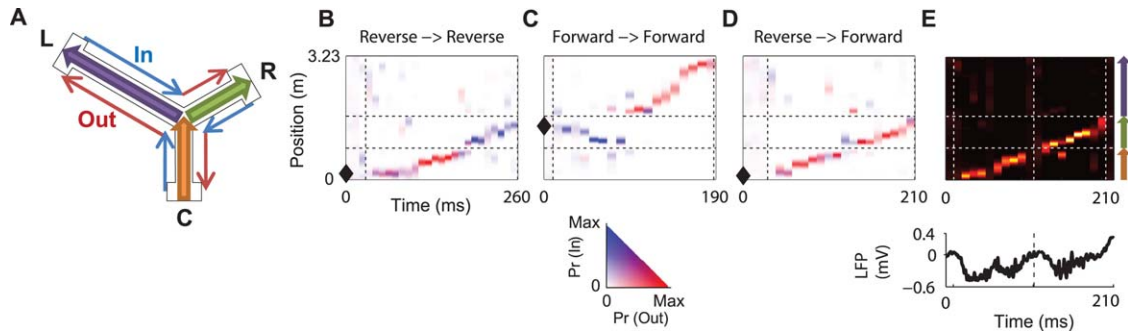 A
L
In
R
Out
C
B
Reverse –> Reverse
3.23
Position (m)
0
0
260
Time (ms)
C
Forward –> Forward
0
190
Max
Pr (In)
0
0
Max
Pr (Out)
D
Reverse –> Forward
0
210
E
0
210
0.4
0
−0.6
LFP
(mV)
0
210
Time (ms)